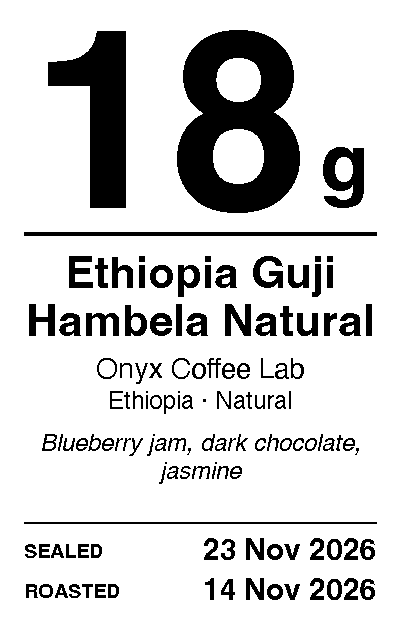 18 g
Ethiopia Guji
Hambela Natural
Onyx Coffee Lab
Ethiopia · Natural
Blueberry jam, dark chocolate,
jasmine
SEALED 23 Nov 2026
ROASTED 14 Nov 2026